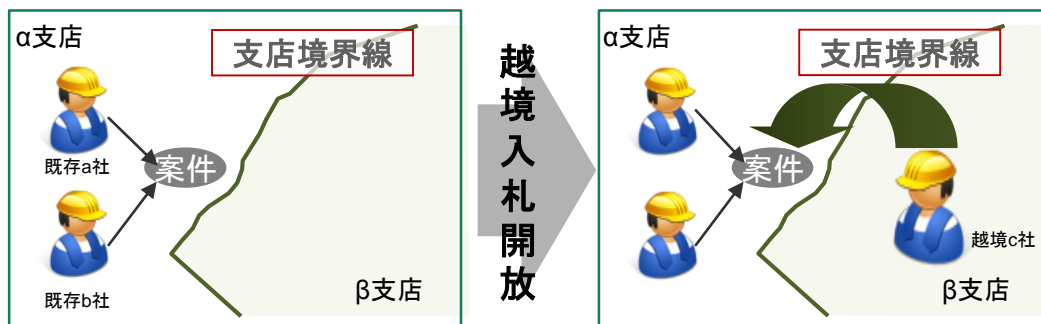 α支店
支店境界線
既存a社
案件
既存b社
β支店
越境入札開放
α支店
支店境界線
案件
越境c社
β支店